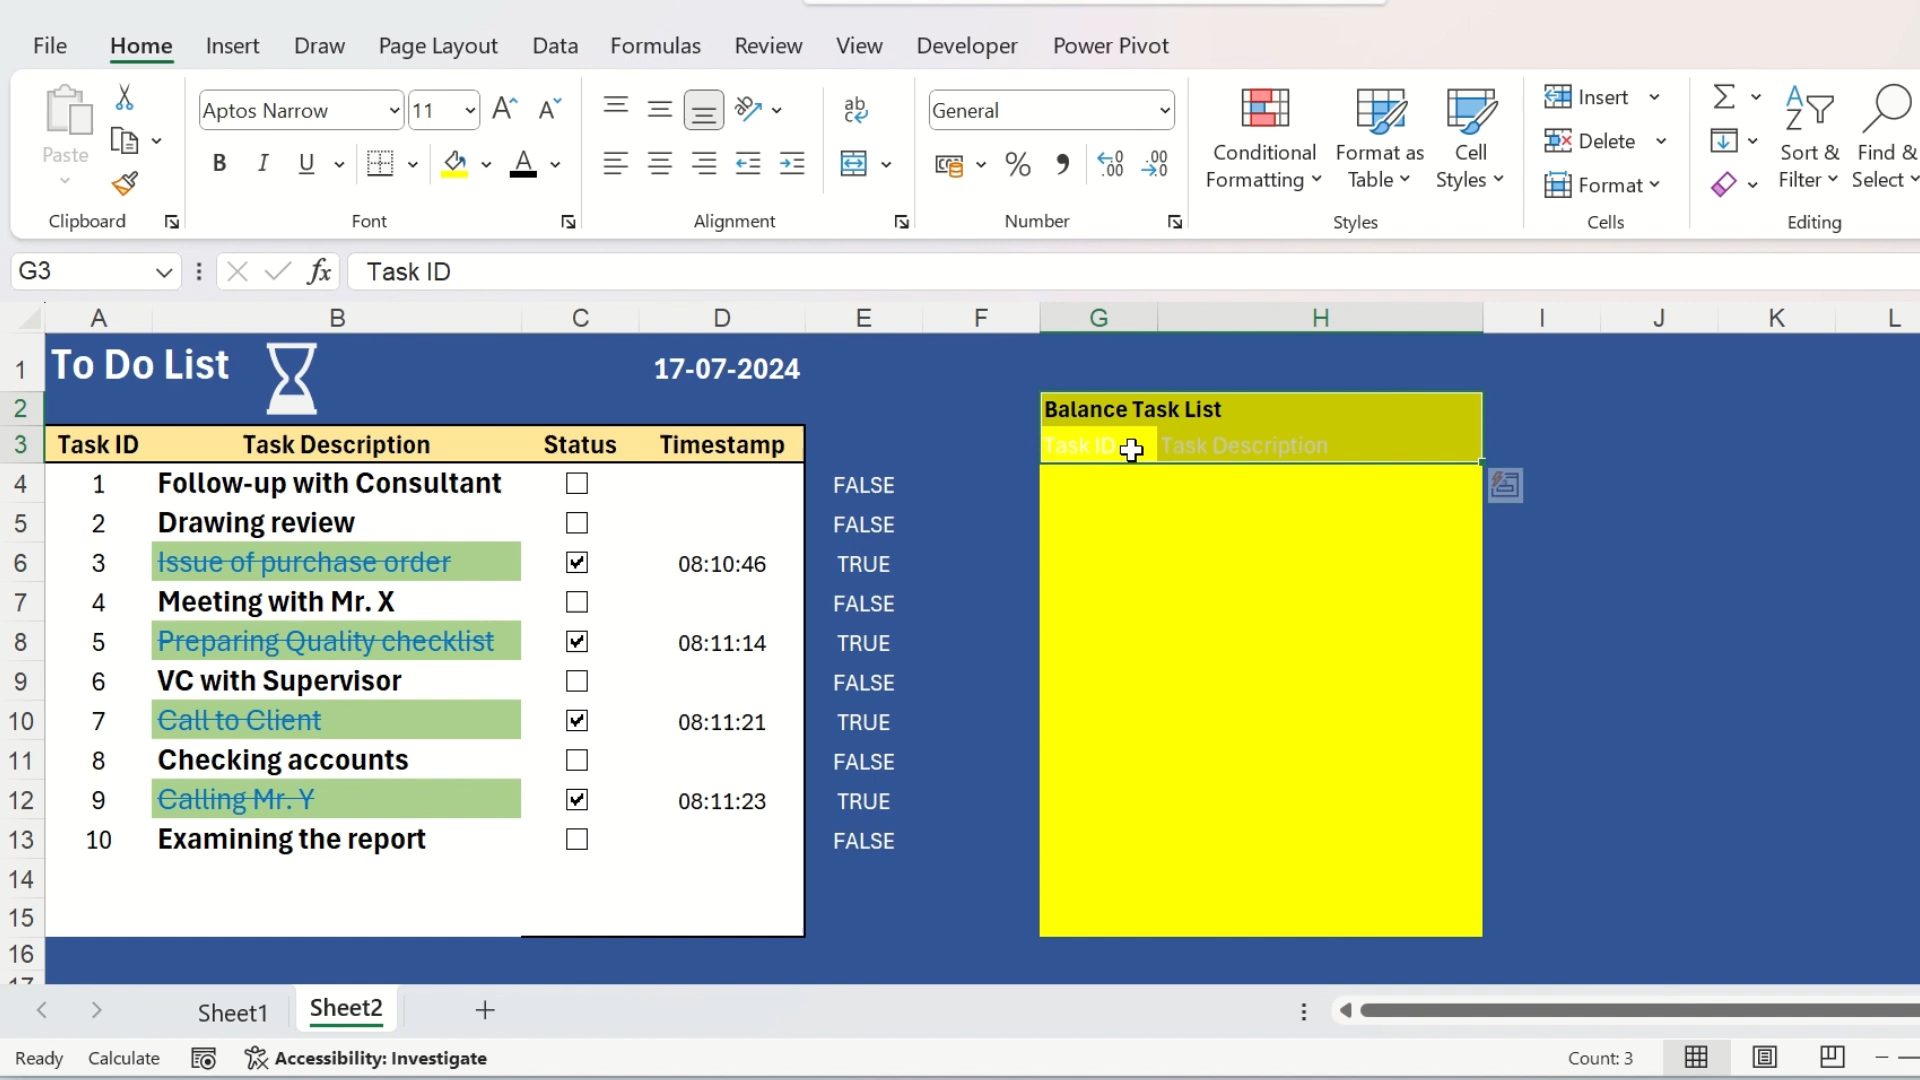 File Home Insert Draw Page Layout Data Formulas Review View Developer Power Pivot
Paste
Clipboard
Aptos Narrow 11 A A
B I U A
Font
ab
Alignment
General
% .00
Number
Conditional Formatting
Format as Table
Cell Styles
Styles
Insert
Delete
Format
Cells
Sort & Filter
Find & Select
Editing
G3 fx Task ID
A B C D E F G H I J K L
1 To Do List 17-07-2024
2 Balance Task List
3 Task ID Task Description Status Timestamp Task ID Task Description
4 1 Follow-up with Consultant FALSE
5 2 Drawing review FALSE
6 3 Issue of purchase order 08:10:46 TRUE
7 4 Meeting with Mr. X FALSE
8 5 Preparing Quality checklist 08:11:14 TRUE
9 6 VC with Supervisor FALSE
10 7 Call to Client 08:11:21 TRUE
11 8 Checking accounts FALSE
12 9 Calling Mr. Y 08:11:23 TRUE
13 10 Examining the report FALSE
14
15
16
Sheet1 Sheet2
Ready Calculate Accessibility: Investigate Count: 3